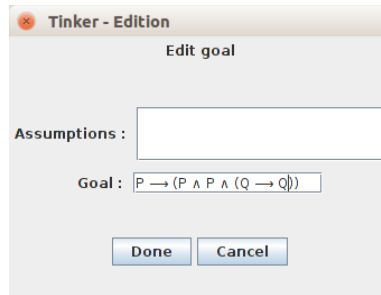 Tinker - Edition
Edit goal
Assumptions :
Goal : P ⟶ (P ∧ P ∧ (Q ⟶ Q))
Done Cancel